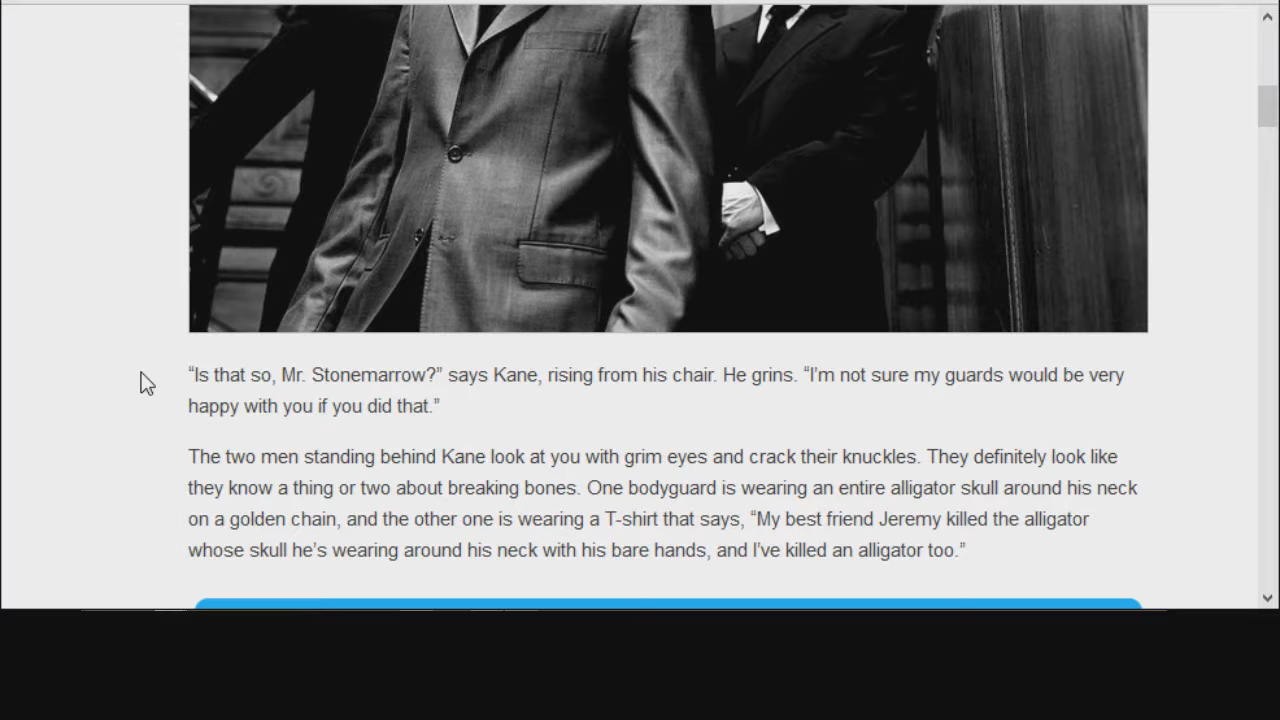 “Is that so, Mr. Stonemarrow?” says Kane, rising from his chair. He grins. “I’m not sure my guards would be very
happy with you if you did that.”
The two men standing behind Kane look at you with grim eyes and crack their knuckles. They definitely look like
they know a thing or two about breaking bones. One bodyguard is wearing an entire alligator skull around his neck
on a golden chain, and the other one is wearing a T-shirt that says, “My best friend Jeremy killed the alligator
whose skull he’s wearing around his neck with his bare hands, and I’ve killed an alligator too.”